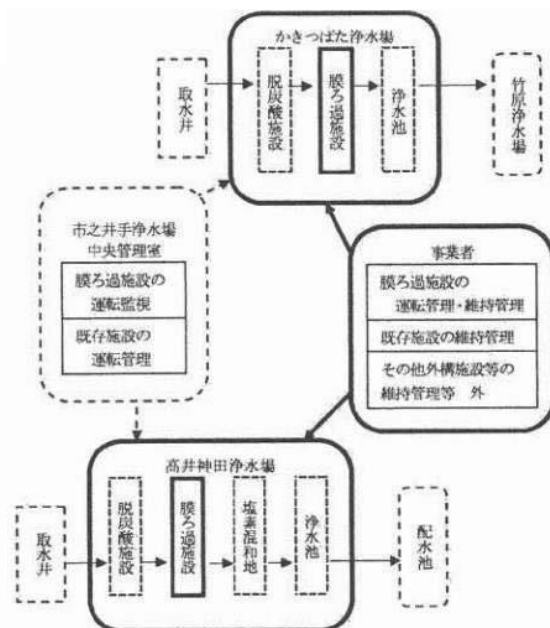 かきつばた浄水場
取水井
脱炭酸施設
膜ろ過施設
浄水池
竹原浄水場
市之井手浄水場
中央管理室
膜ろ過施設の
運転監視
既存施設の
運転管理
事業者
膜ろ過施設の
運転管理・維持管理
既存施設の維持管理
その他外構施設等の
維持管理等 外
高井神田浄水場
取水井
脱炭酸施設
膜ろ過施設
塩素混和地
浄水池
配水池